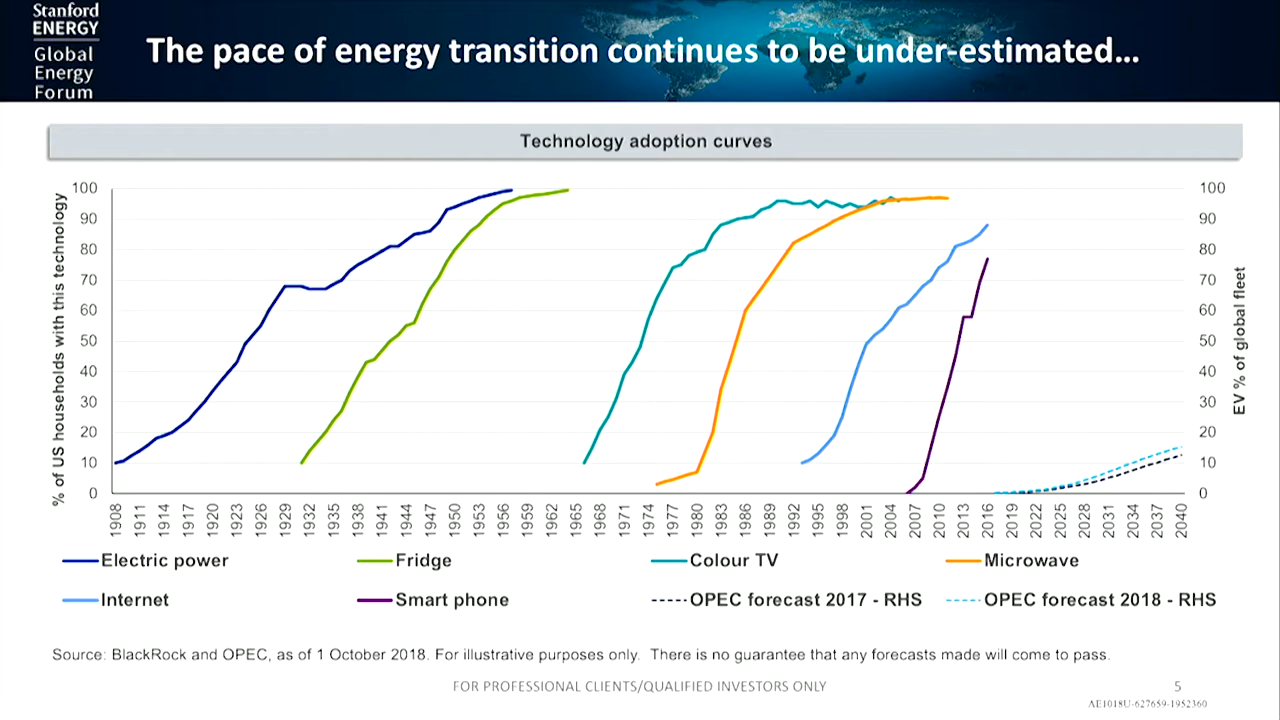 Stanford
ENERGY
Global
Energy
Forum
The pace of energy transition continues to be under-estimated…
Technology adoption curves
% of US households with this technology
100
90
80
70
60
50
40
30
20
10
0
100
90
80
70
60
50
40
30
20
10
0
EV % of global fleet
1908 1911 1914 1917 1920 1923 1926 1929 1932 1935 1938 1941 1944 1947 1950 1953 1956 1959 1962 1965 1968 1971 1974 1977 1980 1983 1986 1989 1992 1995 1998 2001 2004 2007 2010 2013 2016 2019 2022 2025 2028 2031 2034 2037 2040
Electric power Fridge Colour TV Microwave
Internet Smart phone OPEC forecast 2017 - RHS OPEC forecast 2018 - RHS
Source: BlackRock and OPEC, as of 1 October 2018. For illustrative purposes only. There is no guarantee that any forecasts made will come to pass.
FOR PROFESSIONAL CLIENTS/QUALIFIED INVESTORS ONLY 5
AE1018U-627659-1952360